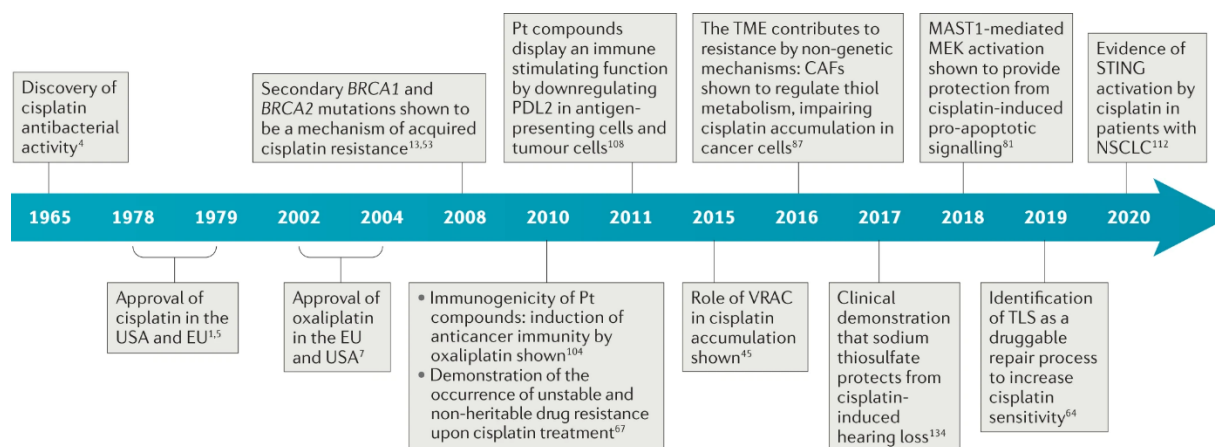 Discovery of
cisplatin
antibacterial
activity⁴
Secondary BRCA1 and
BRCA2 mutations shown to
be a mechanism of acquired
cisplatin resistance¹³,⁵³
Pt compounds
display an immune
stimulating function
by downregulating
PDL2 in antigen-
presenting cells and
tumour cells¹⁰⁸
The TME contributes to
resistance by non-genetic
mechanisms: CAFs
shown to regulate thiol
metabolism, impairing
cisplatin accumulation in
cancer cells⁸⁷
MAST1-mediated
MEK activation
shown to provide
protection from
cisplatin-induced
pro-apoptotic
signalling⁸¹
Evidence of
STING
activation by
cisplatin in
patients with
NSCLC¹¹²
1965 1978 1979 2002 2004 2008 2010 2011 2015 2016 2017 2018 2019 2020
Approval of
cisplatin in the
USA and EU¹,⁵
Approval of
oxaliplatin
in the EU
and USA⁷
• Immunogenicity of Pt
compounds: induction of
anticancer immunity by
oxaliplatin shown¹⁰⁴
• Demonstration of the
occurrence of unstable and
non-heritable drug resistance
upon cisplatin treatment⁶⁷
Role of VRAC
in cisplatin
accumulation
shown⁴⁵
Clinical
demonstration
that sodium
thiosulfate
protects from
cisplatin-
induced
hearing loss¹³⁴
Identification
of TLS as a
druggable
repair process
to increase
cisplatin
sensitivity⁶⁴